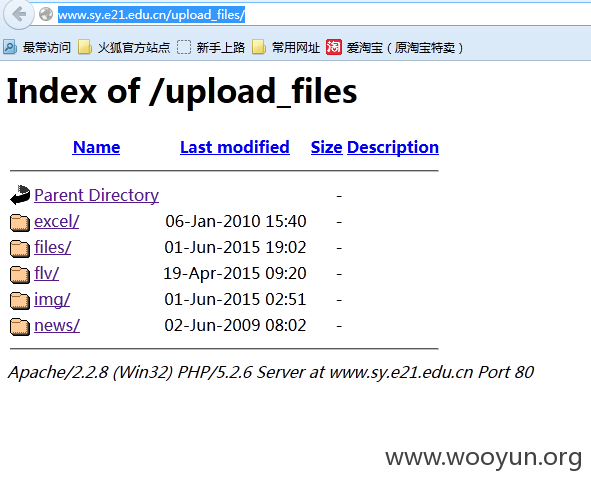 www.sy.e21.edu.cn/upload_files/
最常访问 火狐官方站点 新手上路 常用网址 淘 爱淘宝（原淘宝特卖）
Index of /upload_files
Name Last modified Size Description
Parent Directory -
excel/ 06-Jan-2010 15:40 -
files/ 01-Jun-2015 19:02 -
flv/ 19-Apr-2015 09:20 -
img/ 01-Jun-2015 02:51 -
news/ 02-Jun-2009 08:02 -
Apache/2.2.8 (Win32) PHP/5.2.6 Server at www.sy.e21.edu.cn Port 80
www.wooyun.org